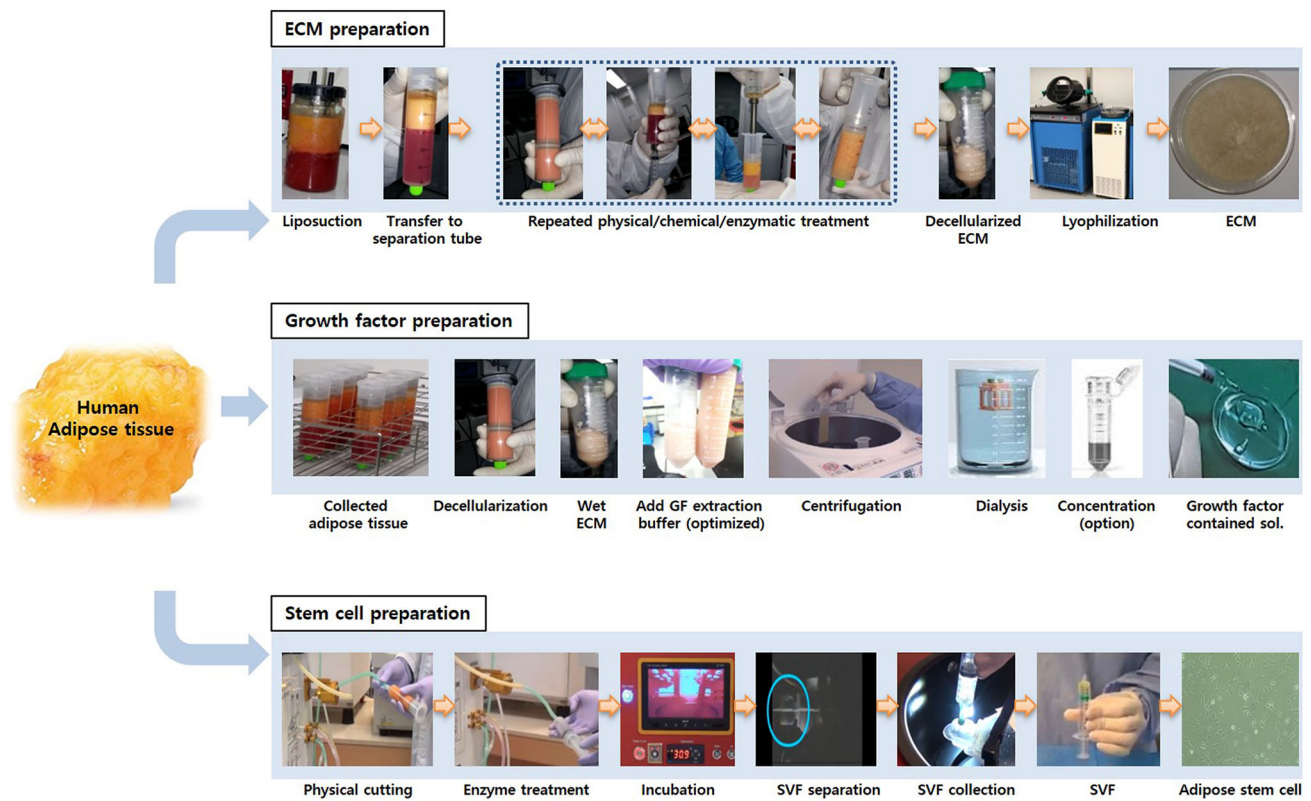 ECM preparation
Liposuction
Transfer to
separation tube
Repeated physical/chemical/enzymatic treatment
Decellularized
ECM
Lyophilization
ECM
Human
Adipose tissue
Growth factor preparation
Collected
adipose tissue
Decellularization
Wet
ECM
Add GF extraction
buffer (optimized)
Centrifugation
Dialysis
Concentration
(option)
Growth factor
contained sol.
Stem cell preparation
309
Physical cutting
Enzyme treatment
Incubation
SVF separation
SVF collection
SVF
Adipose stem cell